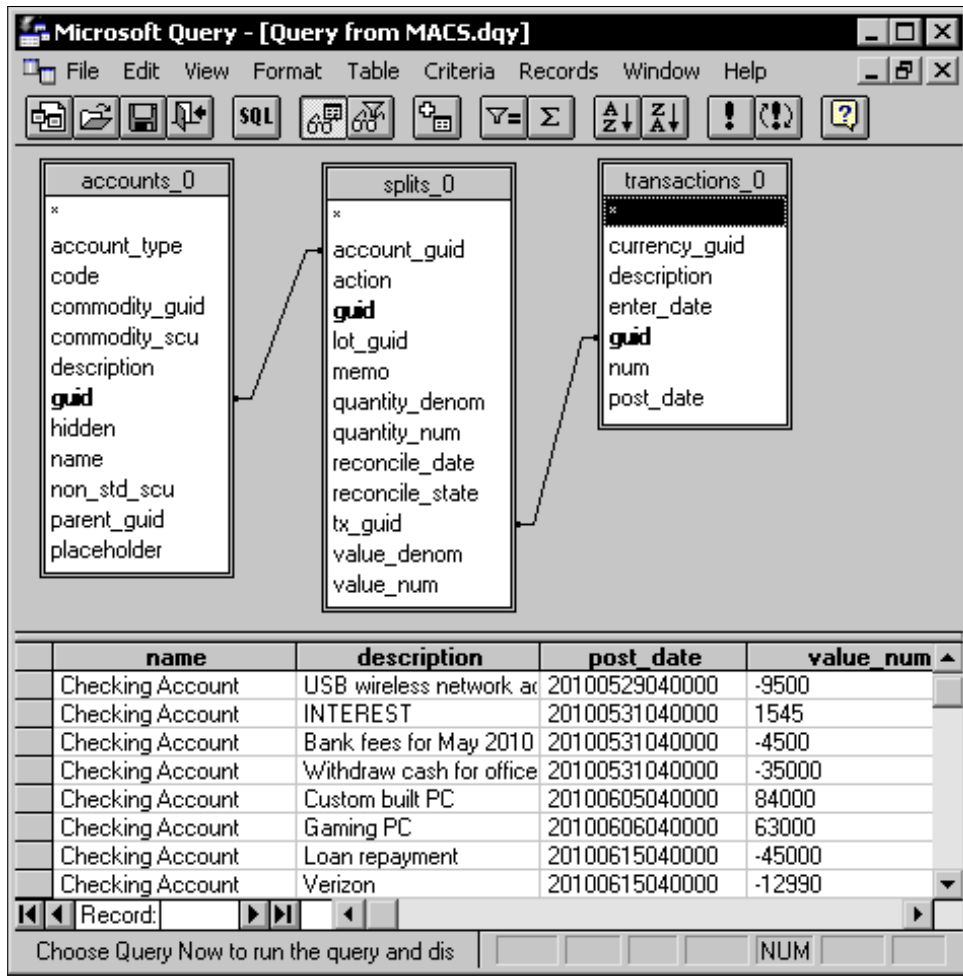 Microsoft Query - [Query from MACS.dqy]
File Edit View Format Table Criteria Records Window Help
SQL
accounts_0
*
account_type
code
commodity_guid
commodity_scu
description
guid
hidden
name
non_std_scu
parent_guid
placeholder
splits_0
*
account_guid
action
guid
lot_guid
memo
quantity_denom
quantity_num
reconcile_date
reconcile_state
tx_guid
value_denom
value_num
transactions_0
*
currency_guid
description
enter_date
guid
num
post_date
name description post_date value_num
Checking Account USB wireless network 20100529040000 -9500
Checking Account INTEREST 20100531040000 1545
Checking Account Bank fees for May 2010 20100531040000 -4500
Checking Account Withdraw cash for office 20100531040000 -35000
Checking Account Custom built PC 20100605040000 84000
Checking Account Gaming PC 20100606040000 63000
Checking Account Loan repayment 20100615040000 -45000
Checking Account Verizon 20100615040000 -12990
Record:
Choose Query Now to run the query and dis NUM